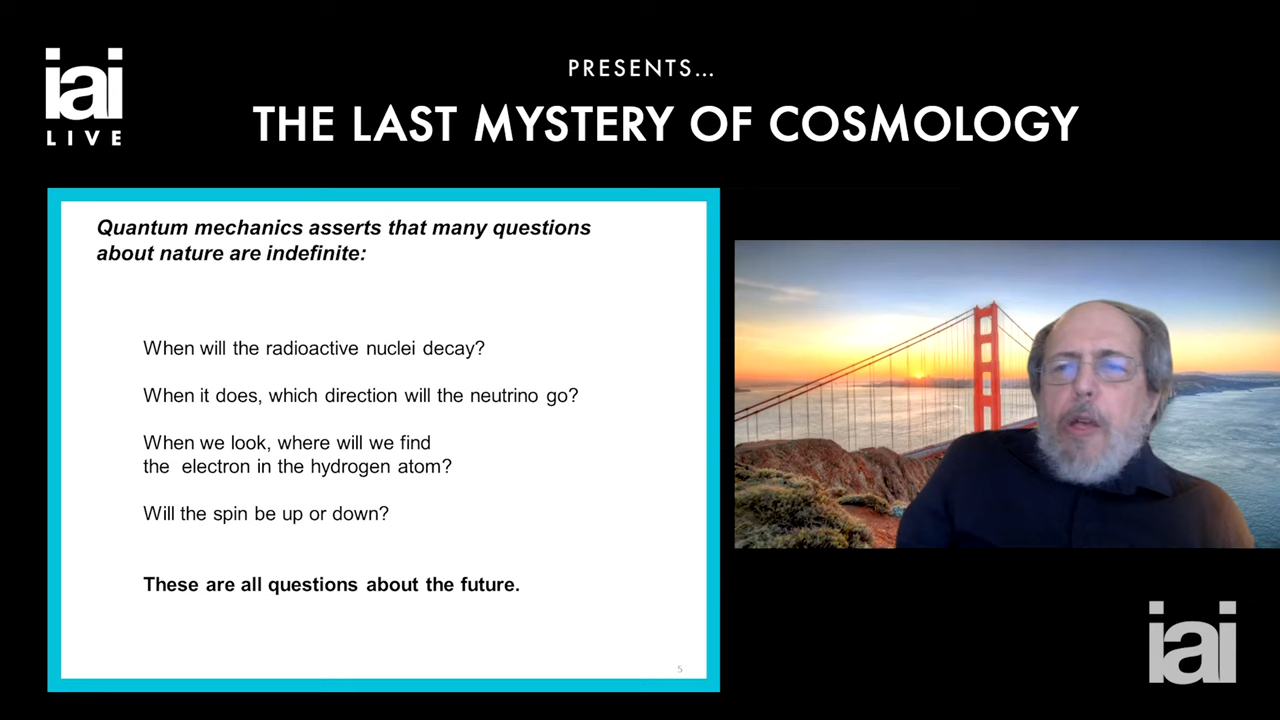 iai
LIVE
PRESENTS...
THE LAST MYSTERY OF COSMOLOGY
Quantum mechanics asserts that many questions
about nature are indefinite:
When will the radioactive nuclei decay?
When it does, which direction will the neutrino go?
When we look, where will we find
the electron in the hydrogen atom?
Will the spin be up or down?
These are all questions about the future.
5
iai